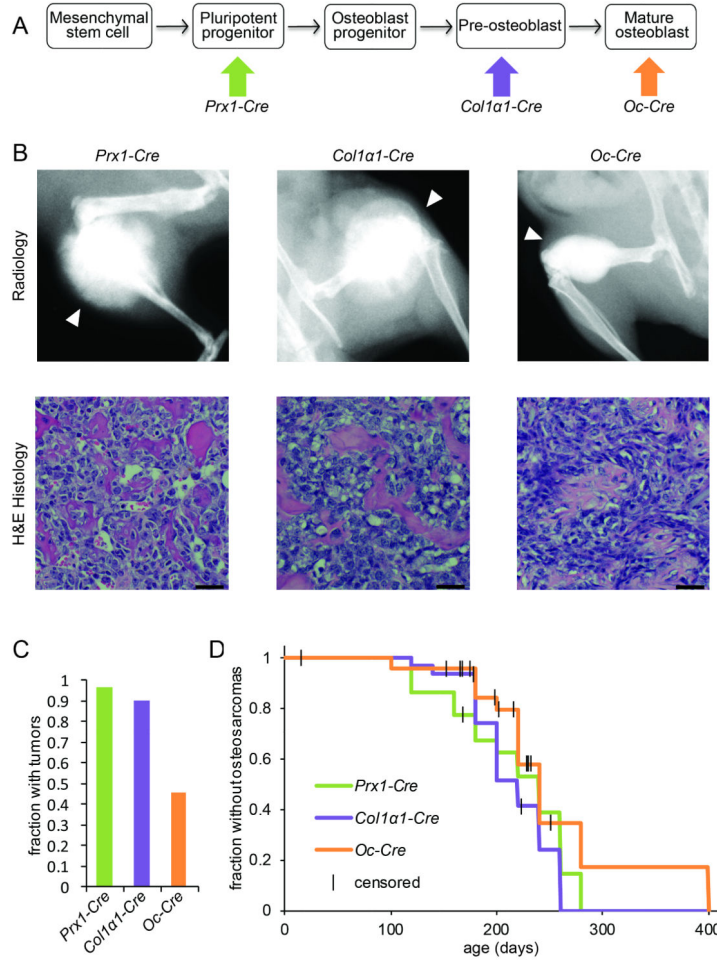 A
Mesenchymal
stem cell
Pluripotent
progenitor
Osteoblast
progenitor
Pre-osteoblast
Mature
osteoblast
Prx1-Cre
Col1α1-Cre
Oc-Cre
B
Prx1-Cre
Col1α1-Cre
Oc-Cre
Radiology
H&E Histology
C
fraction with tumors
1
0.9
0.8
0.7
0.6
0.5
0.4
0.3
0.2
0.1
0
Prx1-Cre
Col1α1-Cre
Oc-Cre
D
fraction without osteosarcomas
1
0.8
0.6
0.4
0.2
0
Prx1-Cre
Col1α1-Cre
Oc-Cre
censored
0
100
200
300
400
age (days)